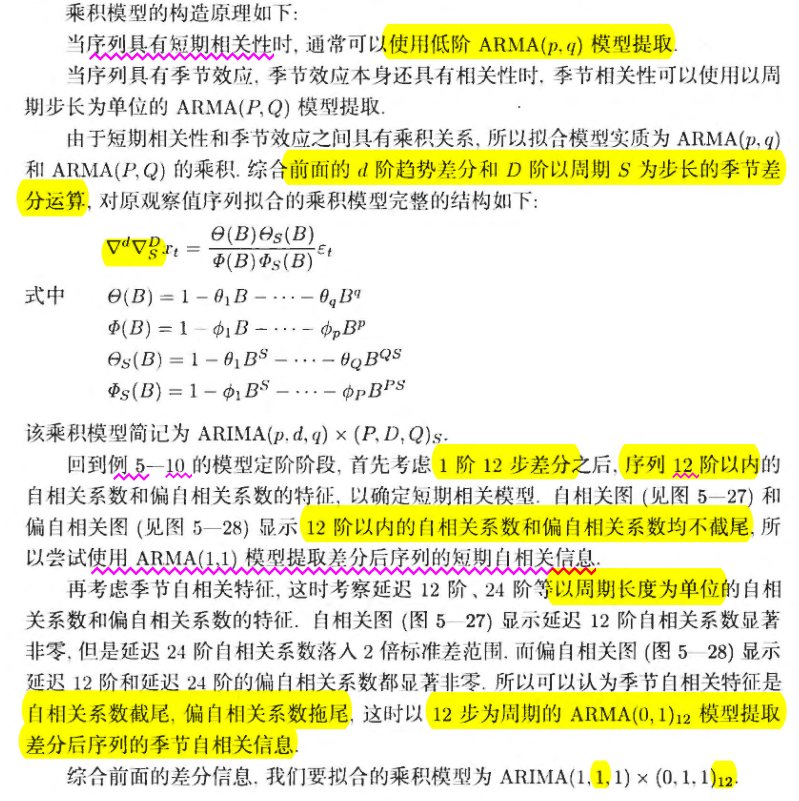 乘积模型的构造原理如下:
当序列具有短期相关性时, 通常可以使用低阶 ARMA(p, q) 模型提取.
当序列具有季节效应, 季节效应本身还具有相关性时, 季节相关性可以使用以周
期步长为单位的 ARMA(P, Q) 模型提取.
由于短期相关性和季节效应之间具有乘积关系, 所以拟合模型实质为 ARMA(p, q)
和 ARMA(P, Q) 的乘积. 综合前面的 d 阶趋势差分和 D 阶以周期 S 为步长的季节差
分运算, 对原观察值序列拟合的乘积模型完整的结构如下:
∇^d∇_S^D x_t = \frac{Θ(B)Θ_S(B)}{Φ(B)Φ_S(B)} ε_t
式中 Θ(B) = 1 − θ_1B − ··· − θ_qB^q
Φ(B) = 1 − ϕ_1B − ··· − ϕ_pB^p
Θ_S(B) = 1 − θ_1B^S − ··· − θ_QB^{QS}
Φ_S(B) = 1 − ϕ_1B^S − ··· − ϕ_PB^{PS}
该乘积模型简记为 ARIMA(p, d, q) × (P, D, Q)_S.
回到例 5—10 的模型定阶阶段, 首先考虑 1 阶 12 步差分之后, 序列 12 阶以内的
自相关系数和偏自相关系数的特征, 以确定短期相关模型. 自相关图 (见图 5—27) 和
偏自相关图 (见图 5—28) 显示 12 阶以内的自相关系数和偏自相关系数均不截尾, 所
以尝试使用 ARMA(1,1) 模型提取差分后序列的短期自相关信息.
再考虑季节自相关特征, 这时考察延迟 12 阶、24 阶等以周期长度为单位的自相
关系数和偏自相关系数的特征. 自相关图 (图 5—27) 显示延迟 12 阶自相关系数显著
非零, 但是延迟 24 阶自相关系数落入 2 倍标准差范围. 而偏自相关图 (图 5—28) 显示
延迟 12 阶和延迟 24 阶的偏自相关系数都显著非零. 所以可以认为季节自相关特征是
自相关系数截尾, 偏自相关系数拖尾, 这时以 12 步为周期的 ARMA(0, 1)_{12} 模型提取
差分后序列的季节自相关信息.
综合前面的差分信息, 我们要拟合的乘积模型为 ARIMA(1, 1, 1) × (0, 1, 1)_{12}.